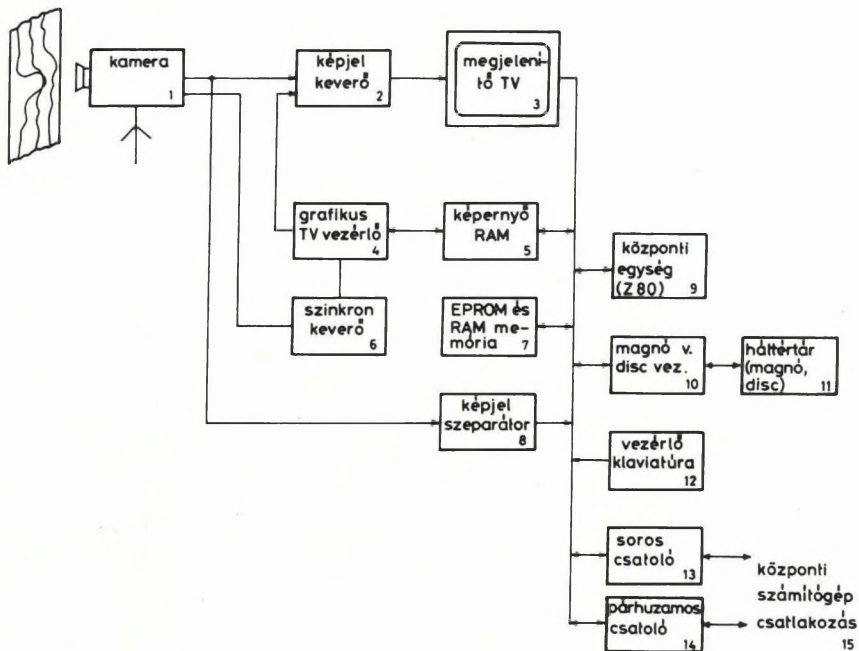 kamera
1
képjel
keverő
2
megjelení-
tő TV
3
grafikus
TV vezérlő
4
képernyő
RAM
5
szinkron
keverő
6
EPROM és
RAM me-
mória
7
képjel
szeparátor
8
központi
egység
(Z80)
9
magnó v.
disc vez.
10
háttértár
(magnó,
disc)
11
vezérlő
klaviatúra
12
soros
csatoló
13
párhuzamos
csatoló
14
központi
számítógép
csatlakozás
15